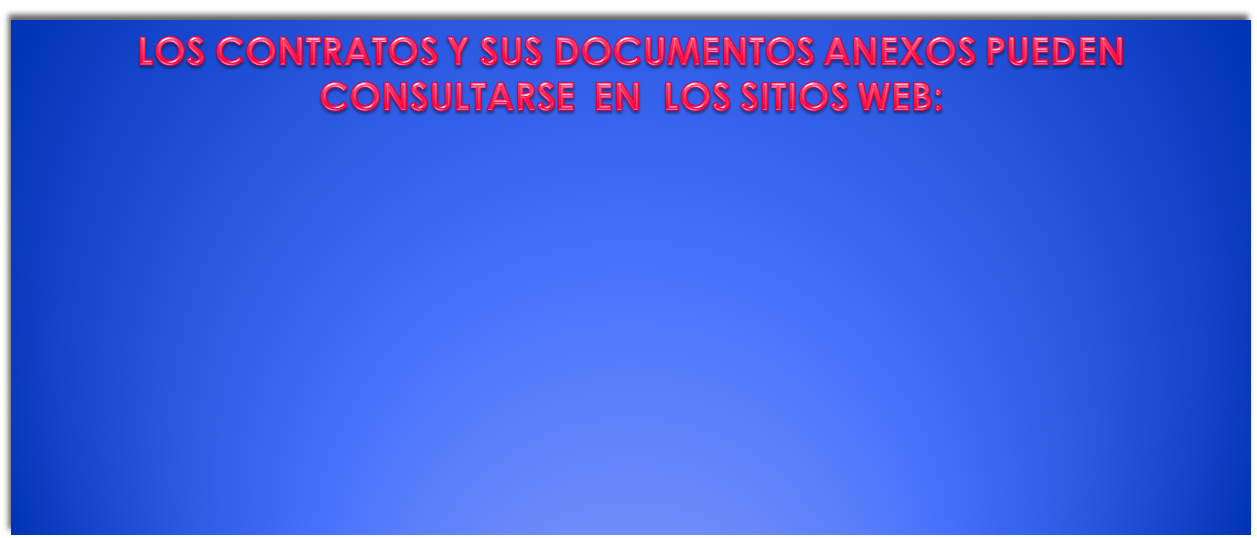 LOS CONTRATOS Y SUS DOCUMENTOS ANEXOS PUEDEN
CONSULTARSE EN LOS SITIOS WEB: